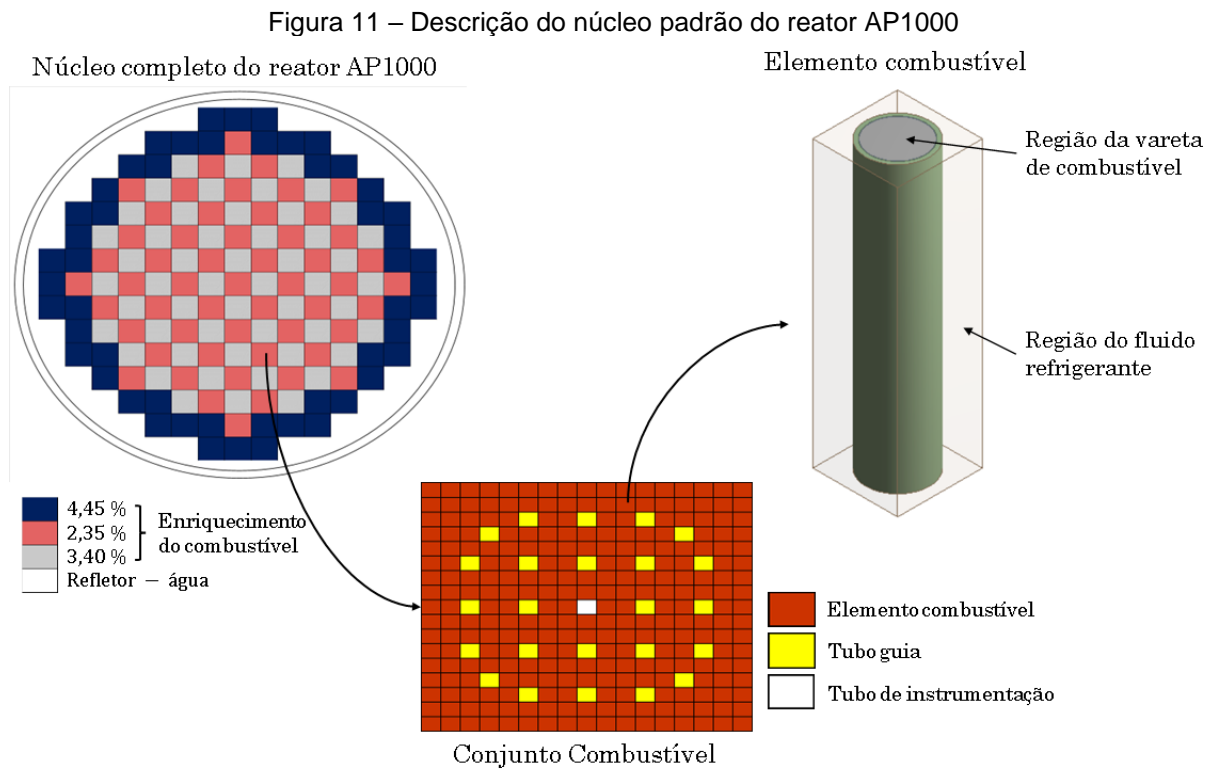 Figura 11 – Descrição do núcleo padrão do reator AP1000
Núcleo completo do reator AP1000
Elemento combustível
Região da vareta
de combustível
Região do fluido
refrigerante
4,45 %
2,35 %
3,40 %
Enriquecimento
do combustível
Refletor – água
Elemento combustível
Tubo guia
Tubo de instrumentação
Conjunto Combustível